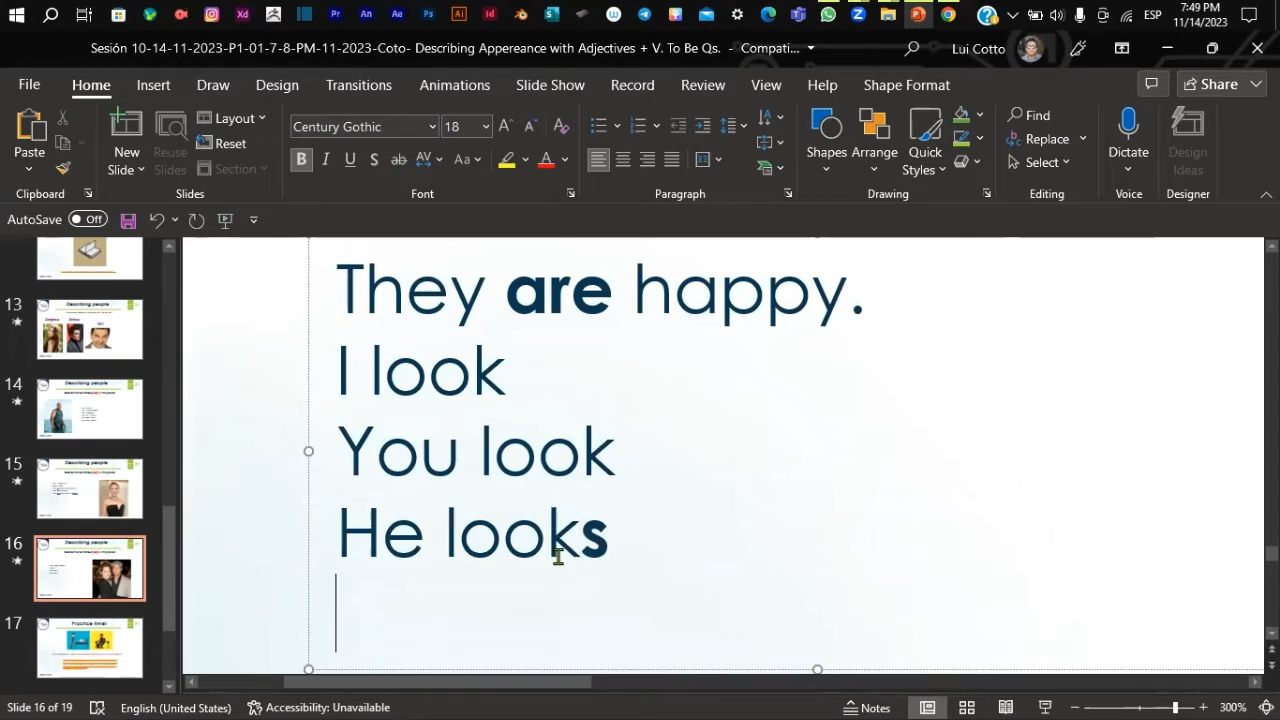 7:49 PM
ESP
11/14/2023
Sesión 10-14-11-2023-P1-01-7-8-PM-11-2023-Coto- Describing Appereance with Adjectives + V. To Be Qs. - Compati...
Lui Cotto
File Home Insert Draw Design Transitions Animations Slide Show Record Review View Help Shape Format Share
Paste
New Slide
Reuse Slides
Layout
Reset
Section
Century Gothic 18
Shapes Arrange Quick Styles
Find
Replace
Select
Dictate
Design Ideas
Clipboard Slides Font Paragraph Drawing Editing Voice Designer
AutoSave Off
They are happy.
I look
You look
He looks
13
Describing people
14
Describing people
15
Describing people
16
Describing people
17
Practice time!
Slide 16 of 19 English (United States) Accessibility: Unavailable Notes 300%